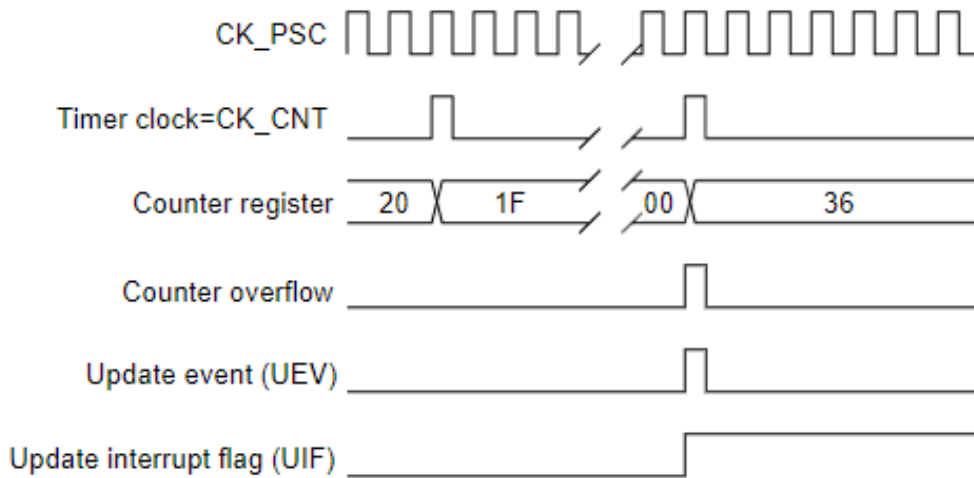 CK_PSC
Timer clock=CK_CNT
Counter register 20 1F 00 36
Counter overflow
Update event (UEV)
Update interrupt flag (UIF)